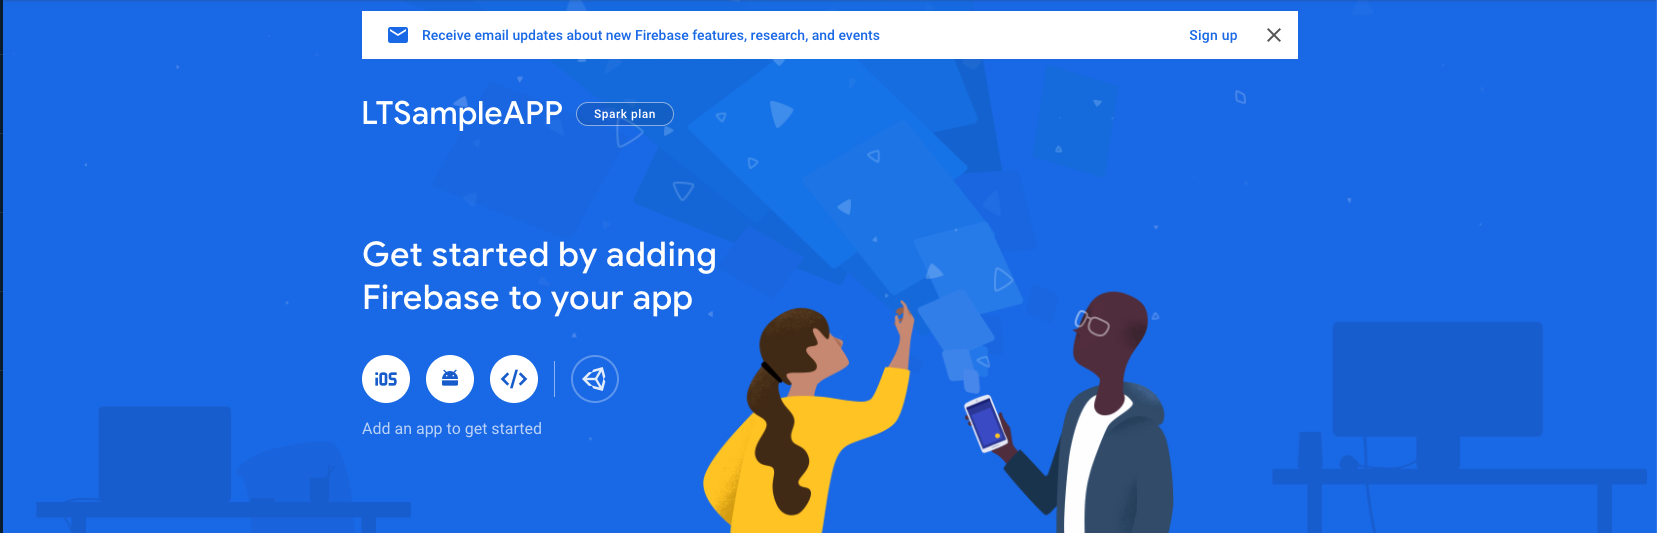 Receive email updates about new Firebase features, research, and events
Sign up
LTSampleAPP
Spark plan
Get started by adding
Firebase to your app
iOS
</>
Add an app to get started